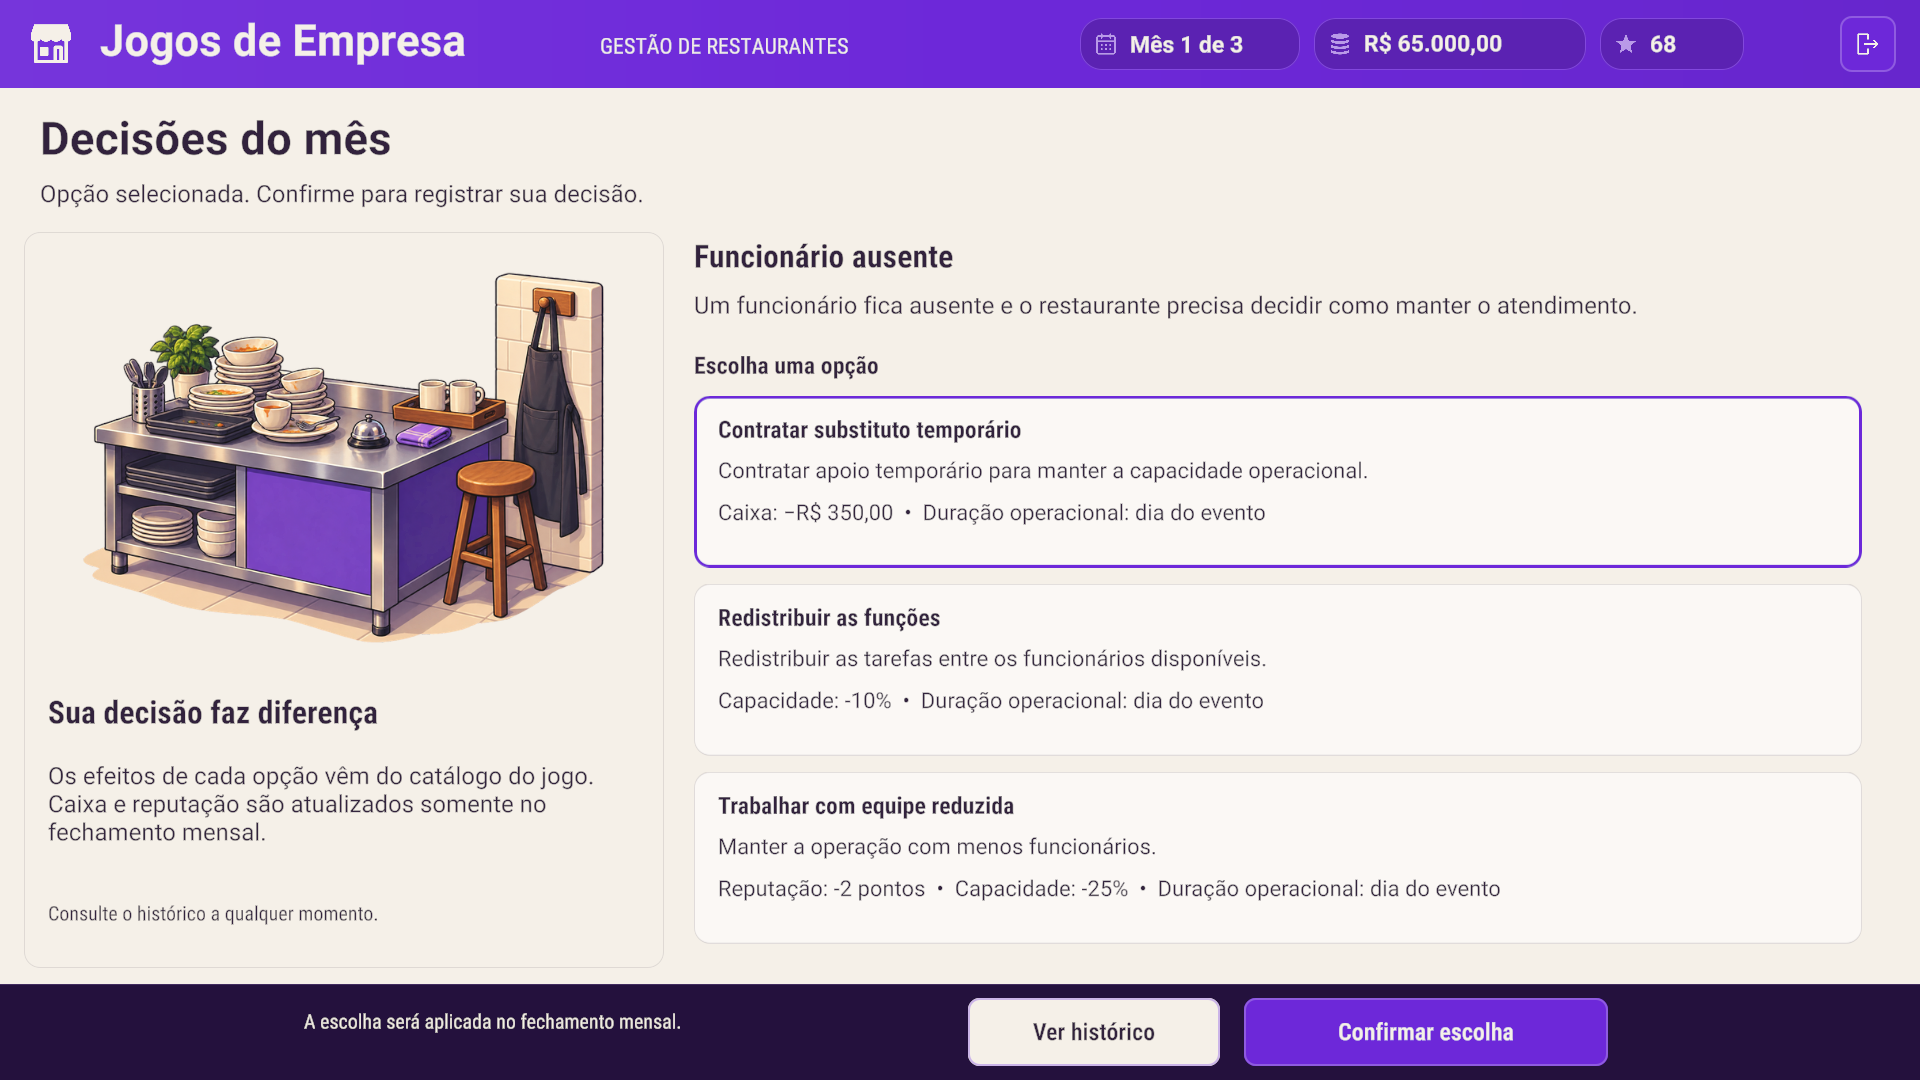 Jogos de Empresa
GESTÃO DE RESTAURANTES
Mês 1 de 3
R$ 65.000,00
68
Decisões do mês
Opção selecionada. Confirme para registrar sua decisão.
Sua decisão faz diferença
Os efeitos de cada opção vêm do catálogo do jogo.
Caixa e reputação são atualizados somente no
fechamento mensal.
Consulte o histórico a qualquer momento.
Funcionário ausente
Um funcionário fica ausente e o restaurante precisa decidir como manter o atendimento.
Escolha uma opção
Contratar substituto temporário
Contratar apoio temporário para manter a capacidade operacional.
Caixa: −R$ 350,00 • Duração operacional: dia do evento
Redistribuir as funções
Redistribuir as tarefas entre os funcionários disponíveis.
Capacidade: -10% • Duração operacional: dia do evento
Trabalhar com equipe reduzida
Manter a operação com menos funcionários.
Reputação: -2 pontos • Capacidade: -25% • Duração operacional: dia do evento
A escolha será aplicada no fechamento mensal.
Ver histórico
Confirmar escolha